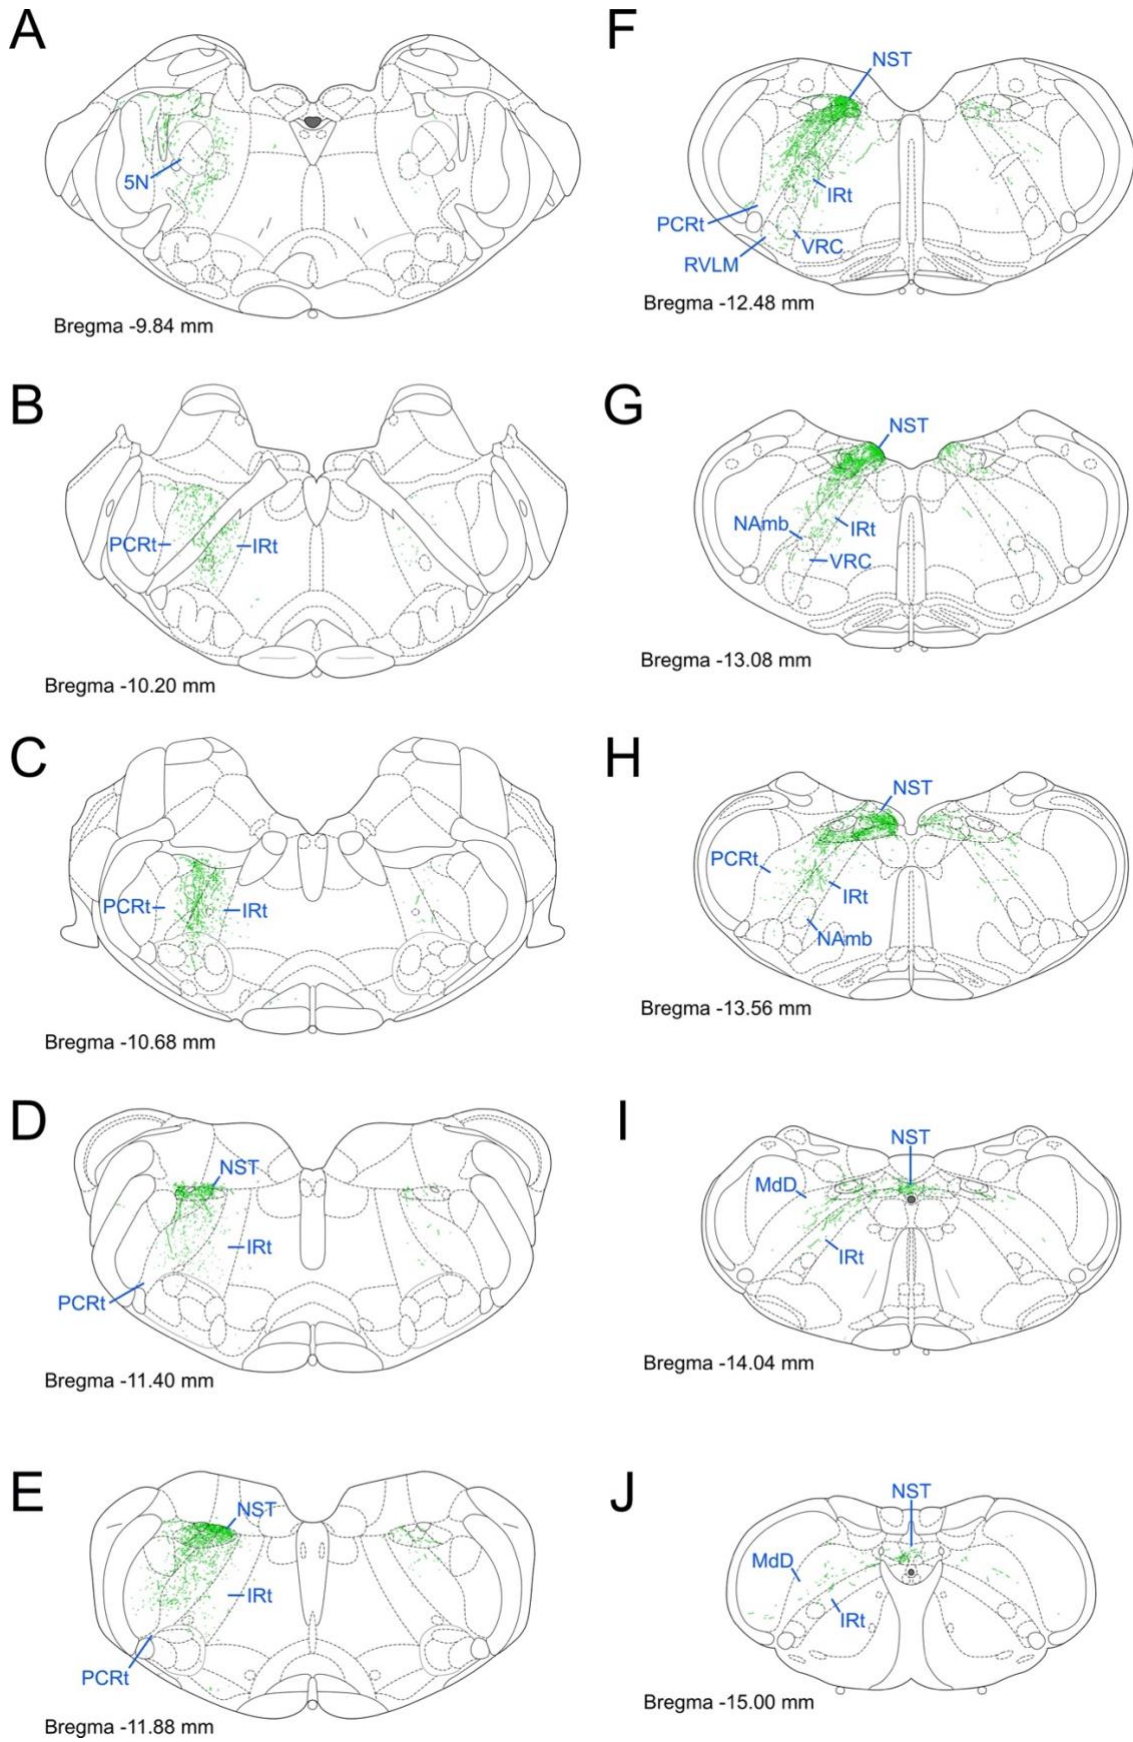 A
5N
Bregma -9.84 mm
B
PCRt
IRt
Bregma -10.20 mm
C
PCRt
IRt
Bregma -10.68 mm
D
NST
IRt
PCRt
Bregma -11.40 mm
E
NST
IRt
PCRt
Bregma -11.88 mm
F
NST
IRt
PCRt
VRC
RVLM
Bregma -12.48 mm
G
NST
NAmb
IRt
VRC
Bregma -13.08 mm
H
NST
PCRt
IRt
NAmb
Bregma -13.56 mm
I
NST
MdD
IRt
Bregma -14.04 mm
J
NST
MdD
IRt
Bregma -15.00 mm